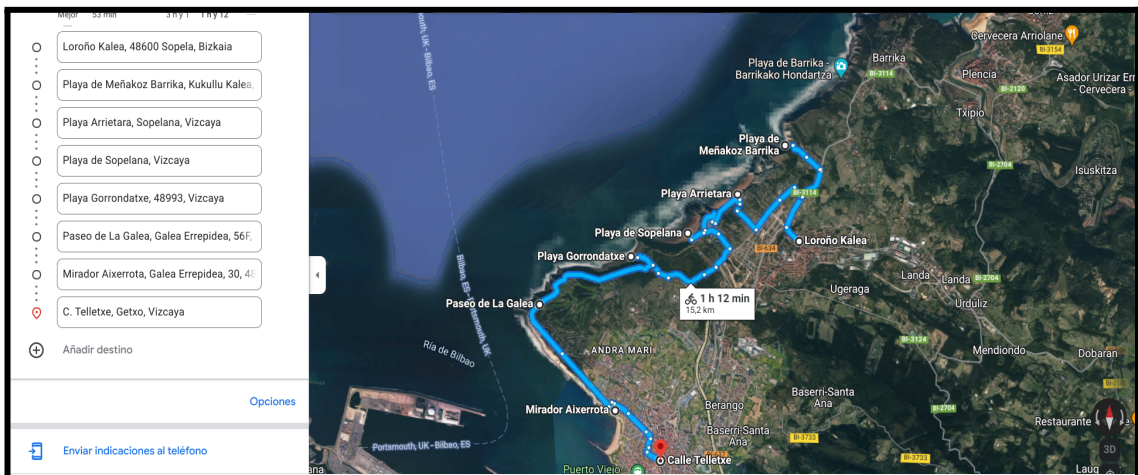 Mejor 53 min 3 h y 1 1 h y 12
Loroño Kalea, 48600 Sopela, Bizkaia
Playa de Meñakoz Barrika, Kukullu Kalea,
Playa Arrietara, Sopelana, Vizcaya
Playa de Sopelana, Vizcaya
Playa Gorrondatxe, 48993, Vizcaya
Paseo de La Galea, Galea Errepidea, 56F,
Mirador Aixerrota, Galea Errepidea, 30, 48
C. Telletxe, Getxo, Vizcaya
Añadir destino
Opciones
Enviar indicaciones al teléfono
Portsmouth, UK - Bilbao, ES
Cervecera Arriolane
BI-3154
Playa de Barrika -
Barrikako Hondartza
Barrika
BI-3114
Plencia
Asador Urizar Err
- Cervecera -
BI-2120
Txipio
Playa de
Meñakoz Barrika
BI-2704
Isuskitza
Playa Arrietara
BI-3114
Playa de Sopelana
BI-634
Loroño Kalea
Playa Gorrondatxe
Landa
Landa
BI-2704
Ugeraga
Urdúliz
1 h 12 min
15,2 km
Paseo de La Galea
Bilbao, ES - Portsmouth, UK
BI-3124
Ría de Bilbao
ANDRA MARI
Mendiondo
Dobaran
Baserri-Santa
Ana
Berango
Mirador Aixerrota
BI-2704
Restaurante
Baserri-Santa
Ana
BI-3733
Portsmouth, UK - Bilbao, ES
Calle Telletxe
BI-3733
3D
Puerto Viejo
ana
Lauq